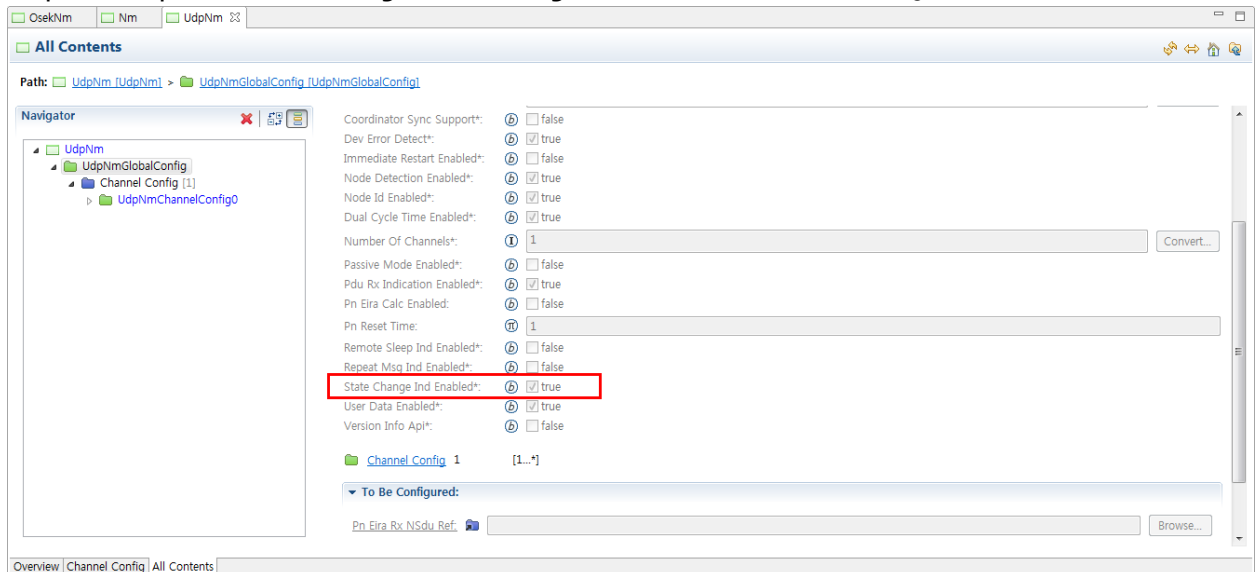 OsekNm Nm UdpNm
All Contents
Path: UdpNm [UdpNm] > UdpNmGlobalConfig [UdpNmGlobalConfig]
Navigator
UdpNm
UdpNmGlobalConfig
Channel Config [1]
UdpNmChannelConfig0
Coordinator Sync Support*: false
Dev Error Detect*: true
Immediate Restart Enabled*: false
Node Detection Enabled*: true
Node Id Enabled*: true
Dual Cycle Time Enabled*: true
Number Of Channels*: 1 Convert...
Passive Mode Enabled*: false
Pdu Rx Indication Enabled*: true
Pn Eira Calc Enabled: false
Pn Reset Time: 1
Remote Sleep Ind Enabled*: false
Repeat Msg Ind Enabled*: false
State Change Ind Enabled*: true
User Data Enabled*: true
Version Info Api*: false
Channel Config 1 [1...*]
To Be Configured:
Pn Eira Rx NSdu Ref: Browse...
Overview Channel Config All Contents